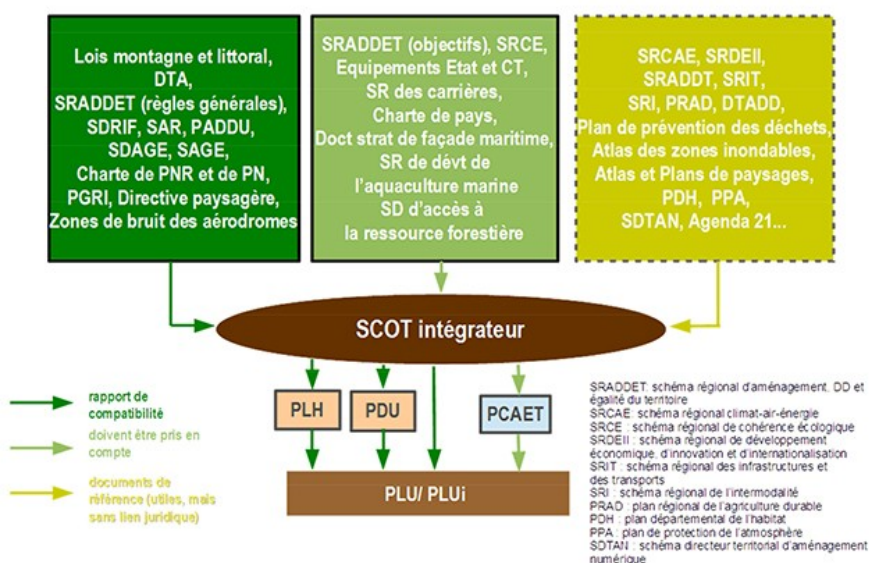 Lois montagne et littoral,
DTA,
SRADDET (règles générales),
SDRIF, SAR, PADDU,
SDAGE, SAGE,
Charte de PNR et de PN,
PGRI, Directive paysagère,
Zones de bruit des aérodromes
SRADDET (objectifs), SRCE,
Equipements Etat et CT,
SR des carrières,
Charte de pays,
Doct strat de façade maritime,
SR de dévt de
l'aquaculture marine
SD d'accès à
la ressource forestière
SRCAE, SRDEII,
SRADDT, SRIT,
SRI, PRAD, DTADD,
Plan de prévention des déchets,
Atlas des zones inondables,
Atlas et Plans de paysages,
PDH, PPA,
SDTAN, Agenda 21...
SCOT intégrateur
PLH
PDU
PCAET
PLU/ PLUi
rapport de
compatibilité
doivent être pris en
compte
documents de
référence (utiles, mais
sans lien juridique)
SRADDET: schéma régional d'aménagement, DD et
égalité du territoire
SRCAE: schéma régional climat-air-énergie
SRCE : schéma régional de cohérence écologique
SRDEII : schéma régional de développement
économique, d'innovation et d'internationalisation
SRIT : schéma régional des infrastructures et
des transports
SRI : schéma régional de l'intermodalité
PRAD : plan régional de l'agriculture durable
PDH : plan départemental de l'habitat
PPA : plan de protection de l'atmosphère
SDTAN : schéma directeur territorial d'aménagement
numérique